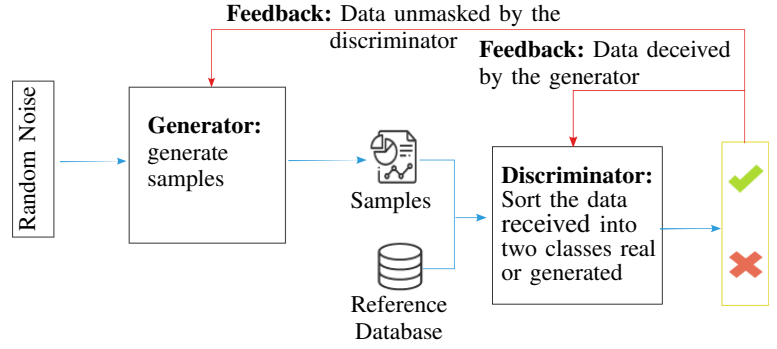 Feedback: Data unmasked by the
discriminator
Feedback: Data deceived
by the generator
Random Noise
Generator:
generate
samples
Samples
Reference
Database
Discriminator:
Sort the data
received into
two classes real
or generated